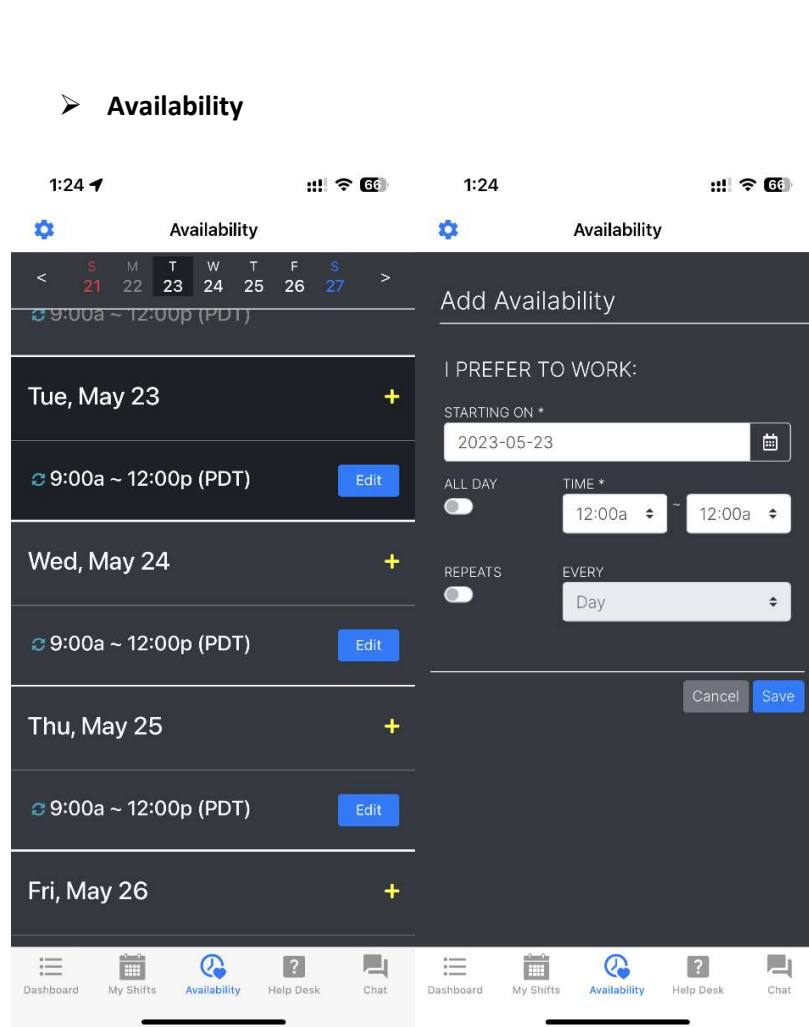 Availability
1:24
66
Availability
< S M T W T F S >
21 22 23 24 25 26 27
9:00a ~ 12:00p (PDT)
Tue, May 23 +
9:00a ~ 12:00p (PDT) Edit
Wed, May 24 +
9:00a ~ 12:00p (PDT) Edit
Thu, May 25 +
9:00a ~ 12:00p (PDT) Edit
Fri, May 26 +
Dashboard My Shifts Availability Help Desk Chat
1:24
66
Availability
Add Availability
I PREFER TO WORK:
STARTING ON *
2023-05-23
ALL DAY TIME *
12:00a ~ 12:00a
REPEATS EVERY
Day
Cancel Save
Dashboard My Shifts Availability Help Desk Chat